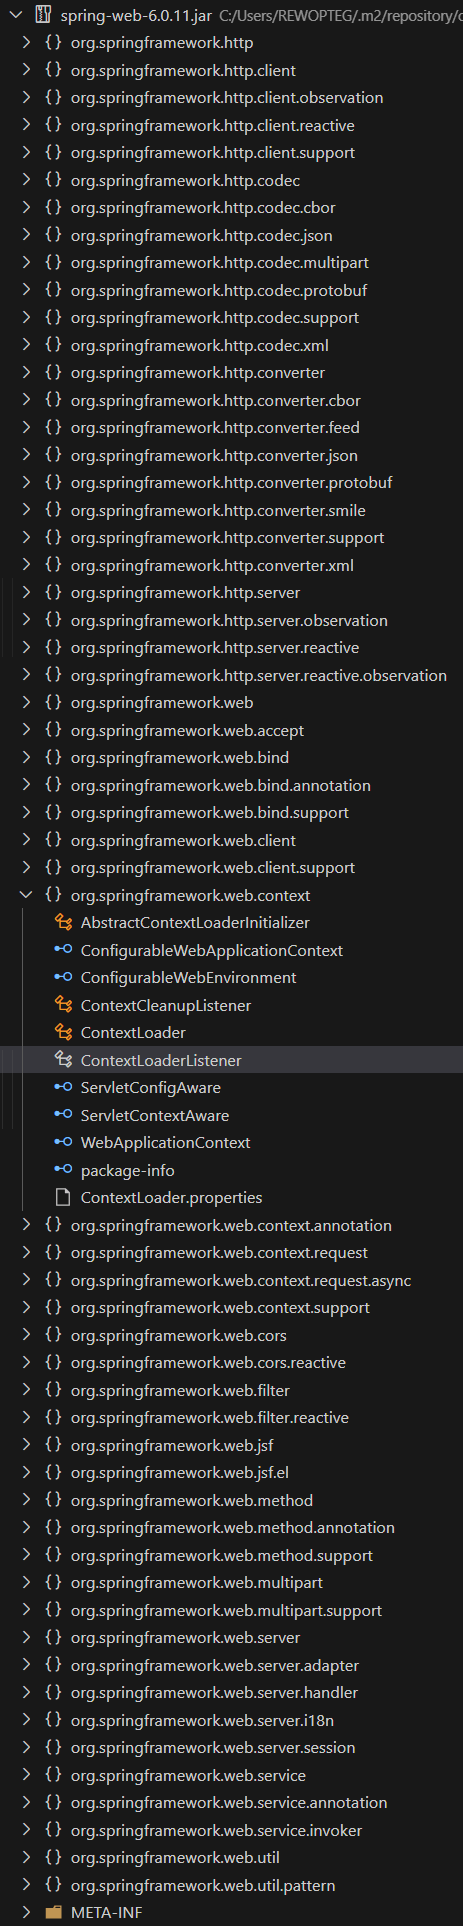 spring-web-6.0.11.jar C:/Users/REWOPTEG/.m2/repository/
org.springframework.http
org.springframework.http.client
org.springframework.http.client.observation
org.springframework.http.client.reactive
org.springframework.http.client.support
org.springframework.http.codec
org.springframework.http.codec.cbor
org.springframework.http.codec.json
org.springframework.http.codec.multipart
org.springframework.http.codec.protobuf
org.springframework.http.codec.support
org.springframework.http.codec.xml
org.springframework.http.converter
org.springframework.http.converter.cbor
org.springframework.http.converter.feed
org.springframework.http.converter.json
org.springframework.http.converter.protobuf
org.springframework.http.converter.smile
org.springframework.http.converter.support
org.springframework.http.converter.xml
org.springframework.http.server
org.springframework.http.server.observation
org.springframework.http.server.reactive
org.springframework.http.server.reactive.observation
org.springframework.web
org.springframework.web.accept
org.springframework.web.bind
org.springframework.web.bind.annotation
org.springframework.web.bind.support
org.springframework.web.client
org.springframework.web.client.support
org.springframework.web.context
AbstractContextLoaderInitializer
ConfigurableWebApplicationContext
ConfigurableWebEnvironment
ContextCleanupListener
ContextLoader
ContextLoaderListener
ServletConfigAware
ServletContextAware
WebApplicationContext
package-info
ContextLoader.properties
org.springframework.web.context.annotation
org.springframework.web.context.request
org.springframework.web.context.request.async
org.springframework.web.context.support
org.springframework.web.cors
org.springframework.web.cors.reactive
org.springframework.web.filter
org.springframework.web.filter.reactive
org.springframework.web.jsf
org.springframework.web.jsf.el
org.springframework.web.method
org.springframework.web.method.annotation
org.springframework.web.method.support
org.springframework.web.multipart
org.springframework.web.multipart.support
org.springframework.web.server
org.springframework.web.server.adapter
org.springframework.web.server.handler
org.springframework.web.server.i18n
org.springframework.web.server.session
org.springframework.web.service
org.springframework.web.service.annotation
org.springframework.web.service.invoker
org.springframework.web.util
org.springframework.web.util.pattern
META-INF